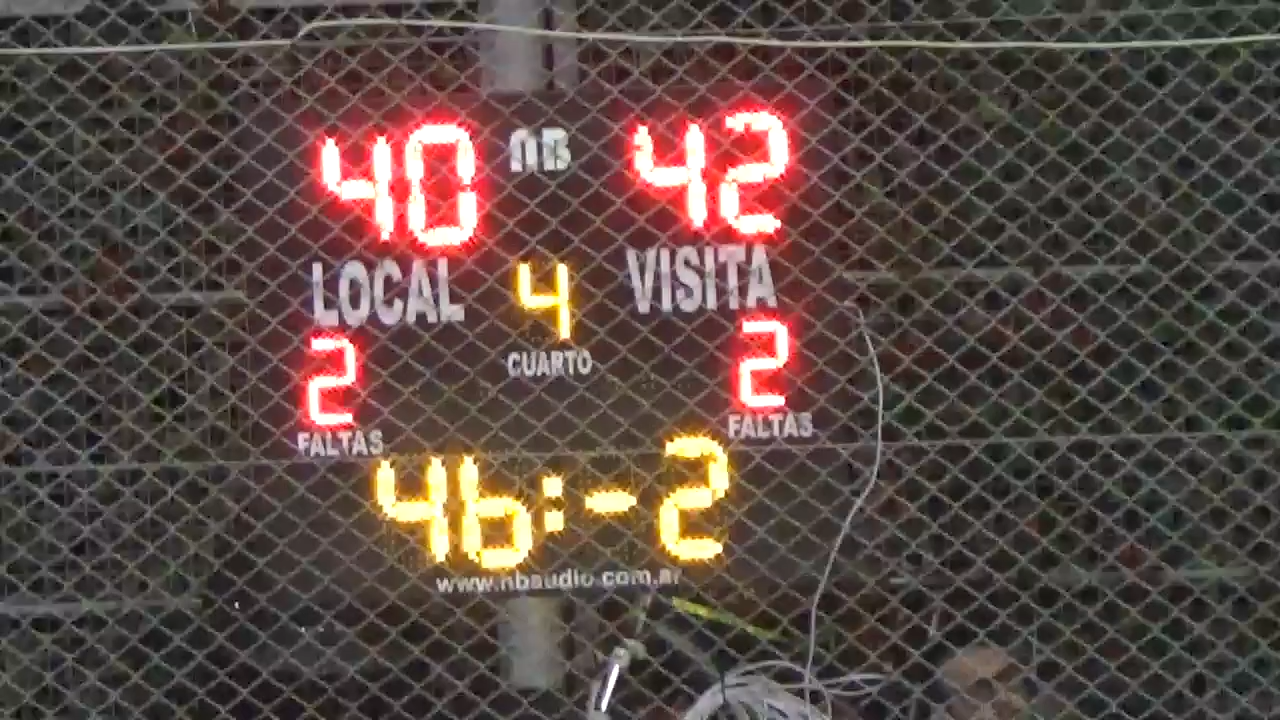 40 nB 42
LOCAL 4 VISITA
CUARTO
2 2
FALTAS FALTAS
46:-2
www.nbaudio.com.ar